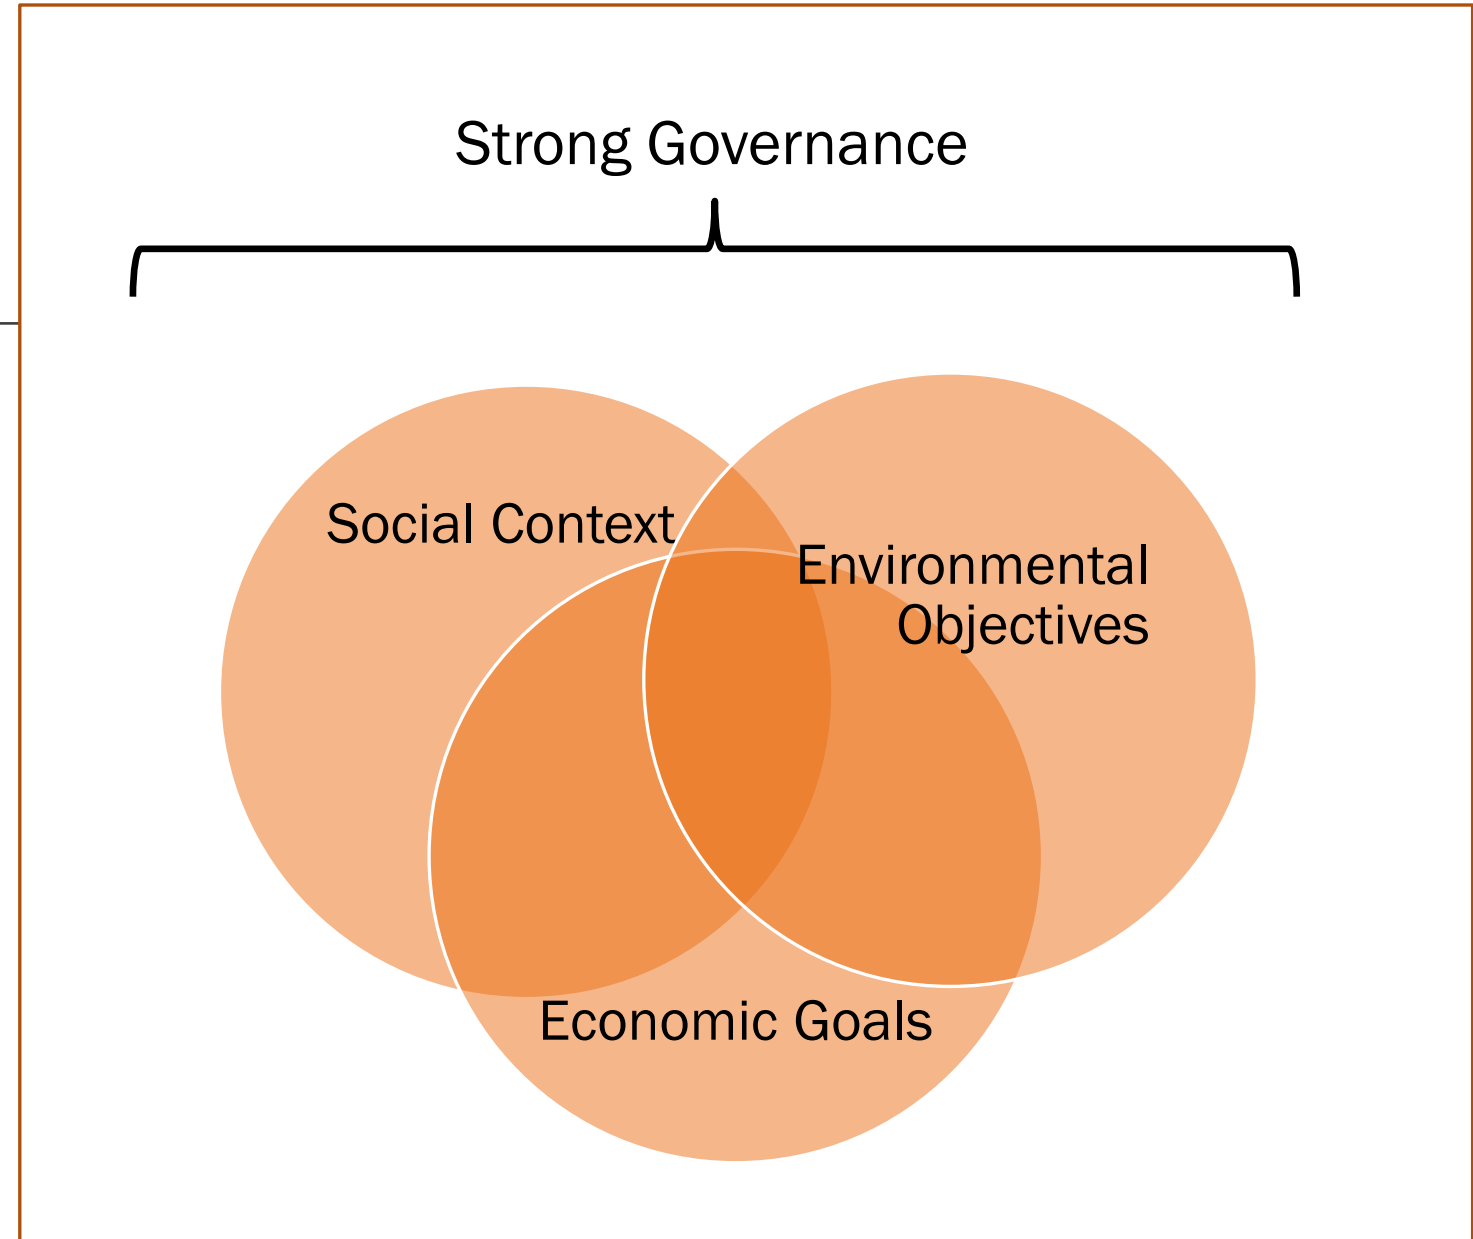 Strong Governance
Social Context
Environmental
Objectives
Economic Goals